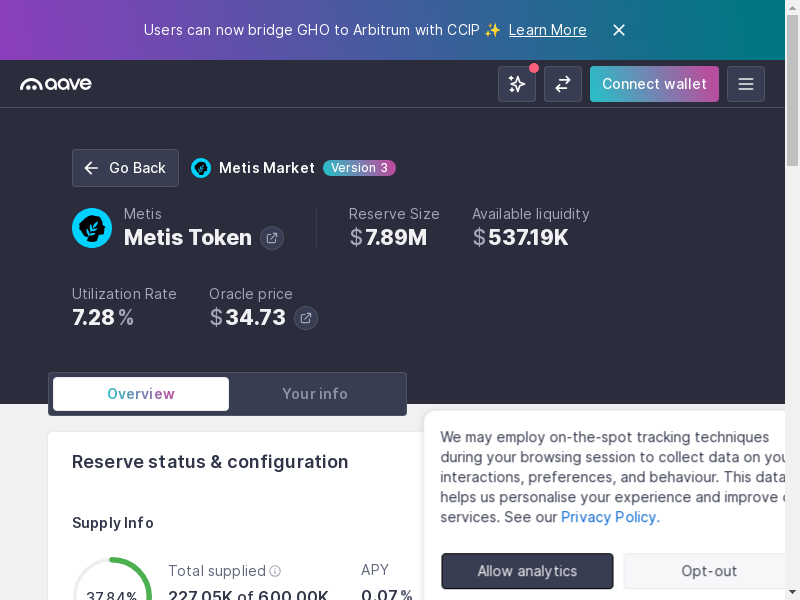 Users can now bridge GHO to Arbitrum with CCIP ✨ Learn More
aave
Connect wallet
Go Back
Metis Market
Version 3
Metis
Metis Token
Reserve Size
$7.89M
Available liquidity
$537.19K
Utilization Rate
7.28%
Oracle price
$34.73
Overview
Your info
Reserve status & configuration
Supply Info
37.84%
Total supplied
227.05K of 600.00K
APY
0.07%
We may employ on-the-spot tracking techniques
during your browsing session to collect data on
interactions, preferences, and behaviour. This data
helps us personalise your experience and improve
services. See our Privacy Policy.
Allow analytics
Opt-out